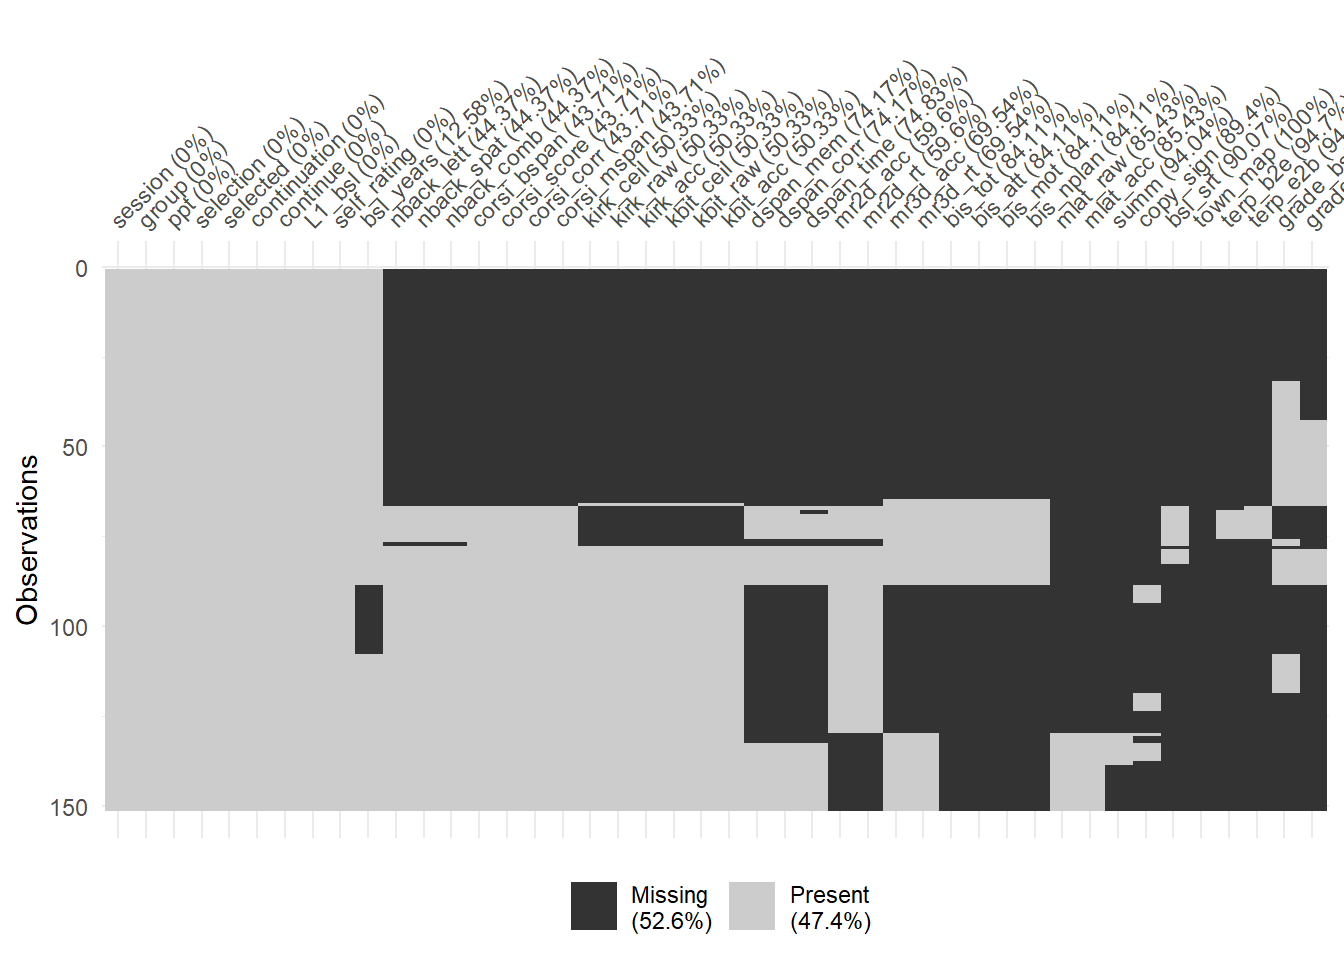 session (0%)
group (0%)
ppt (0%)
selection (0%)
selected (0%)
continuation (0%)
continue (0%)
L1_bsl (0%)
self_rating (0%)
bsl_years (12.58%)
nback_lett (44.37%)
nback_spat (44.37%)
nback_comb (44.37%)
corsi_bspan (43.71%)
corsi_score (43.71%)
corsi_corr (43.71%)
corsi_mspan (43.71%)
kirk_ceil (50.33%)
kirk_raw (50.33%)
kirk_acc (50.33%)
kbit_ceil (50.33%)
kbit_raw (50.33%)
kbit_acc (50.33%)
dspan_mem (74.17%)
dspan_corr (74.17%)
dspan_time (74.83%)
mr2d_acc (59.6%)
mr2d_rt (59.6%)
mr3d_acc (69.54%)
mr3d_rt (69.54%)
bis_tot (84.11%)
bis_att (84.11%)
bis_mot (84.11%)
bis_nplan (84.11%)
mlat_raw (85.43%)
mlat_acc (85.43%)
summ (94.04%)
copy_sign (89.4%)
bsl_srt (90.07%)
town_map (100%)
terp_b2e (94.7%
terp_e2b (94.
grade_bs
grad
0
50
100
150
Observations
Missing
(52.6%)
Present
(47.4%)